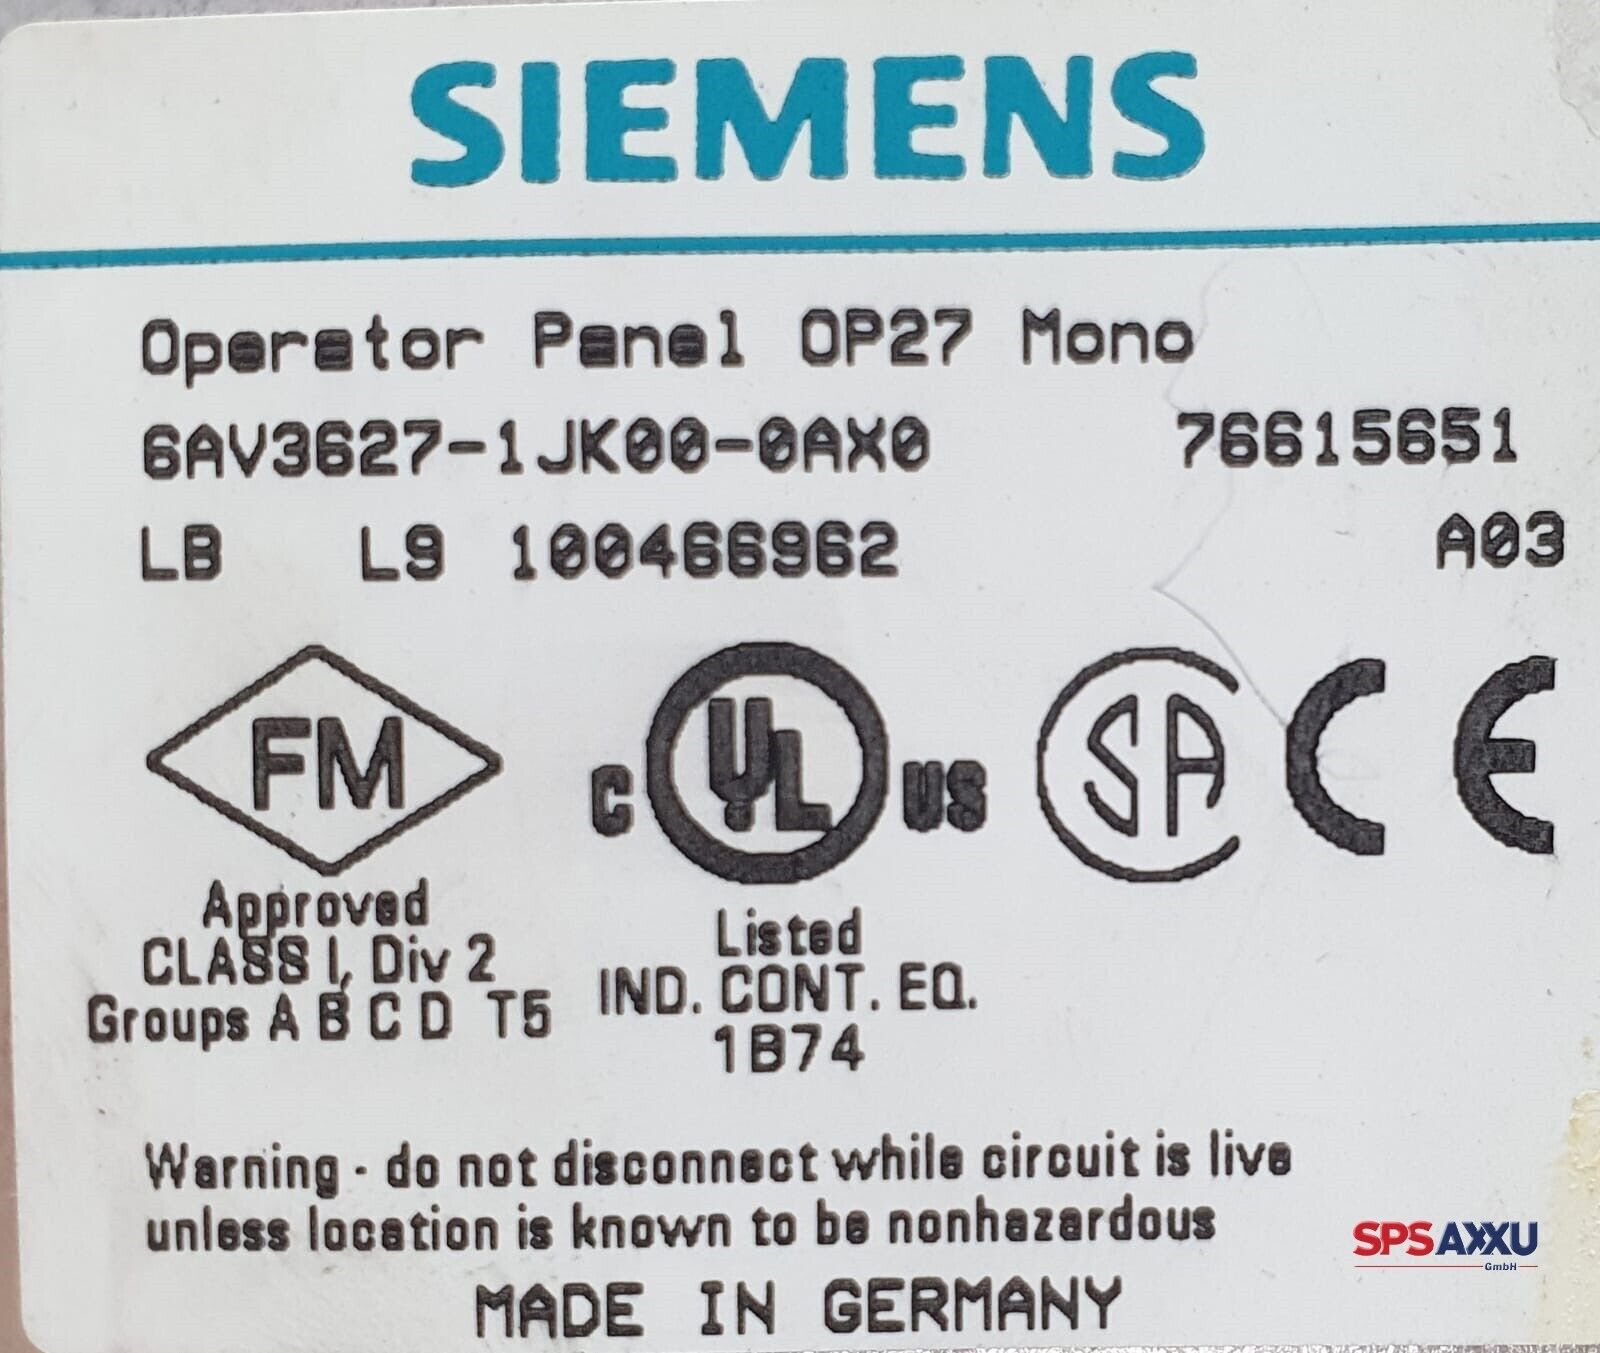 SIEMENS
Operator Panel OP27 Mono
6AV3627-1JK00-0AX0 76615651
LB L9 100466962 A03
FM C UL US SA CE
Approved
CLASS I, Div 2
Groups A B C D T5
Listed
IND. CONT. EQ.
1B74
Warning - do not disconnect while circuit is live
unless location is known to be nonhazardous
SPS AXXU
GmbH
MADE IN GERMANY